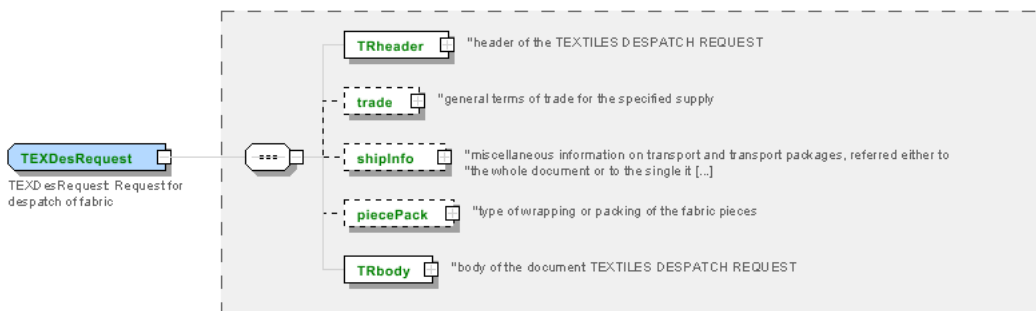 TRheader
"header of the TEXTILES DESPATCH REQUEST
trade
"general terms of trade for the specified supply
TEXDesRequest
TEXDesRequest: Request for
despatch of fabric
shipInfo
"miscellaneous information on transport and transport packages, referred either to
"the whole document or to the single it [...]
piecePack
"type of wrapping or packing of the fabric pieces
TRbody
"body of the document TEXTILES DESPATCH REQUEST